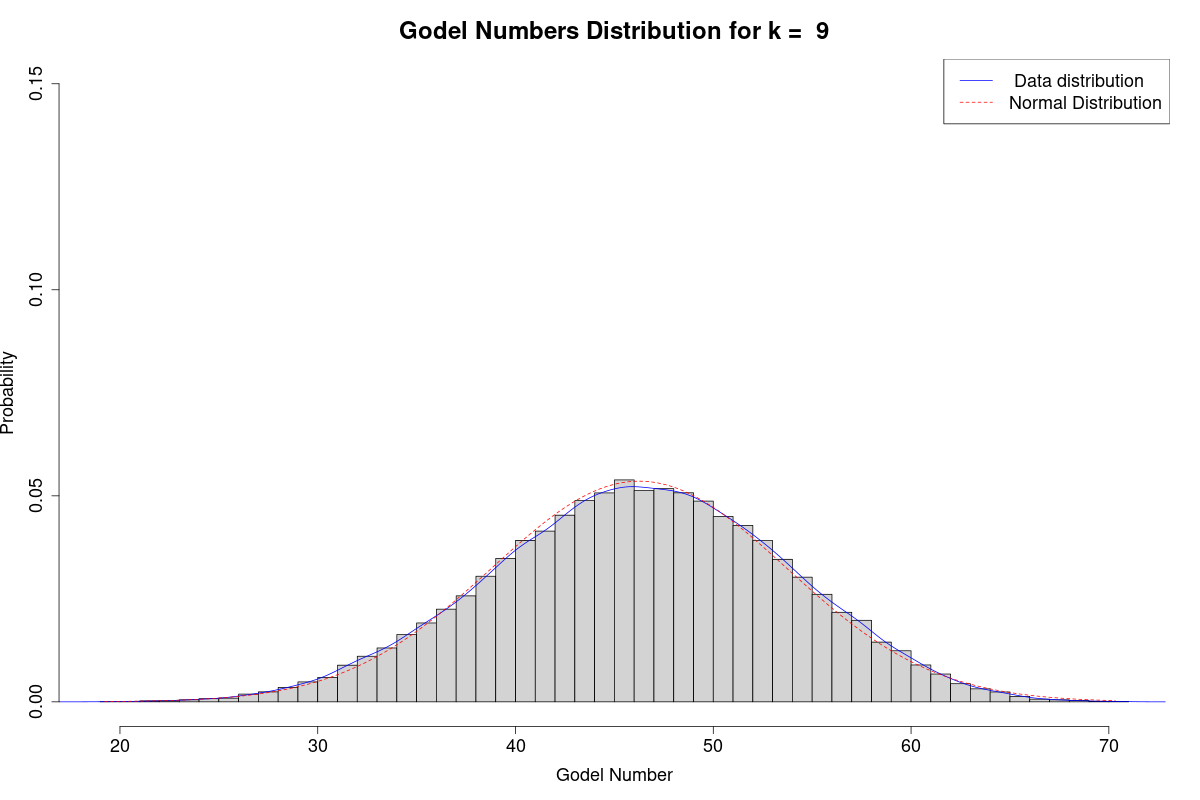 Godel Numbers Distribution for k =  9
Data distribution
Normal Distribution
0.15
0.10
0.05
0.00
Probability
20 30 40 50 60 70
Godel Number